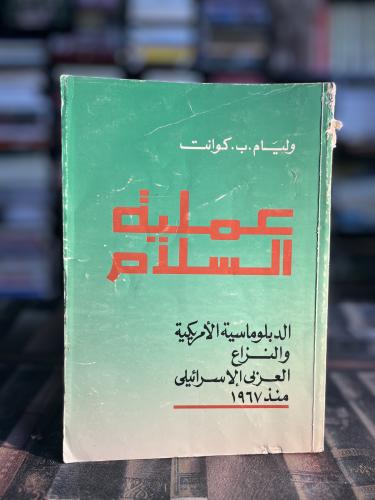 وليام . ب . كوانت
عملية
السلام
الدبلوماسية الأمريكية
والنزاع
العربى الاسرائيلى
منذ ١٩٦٧